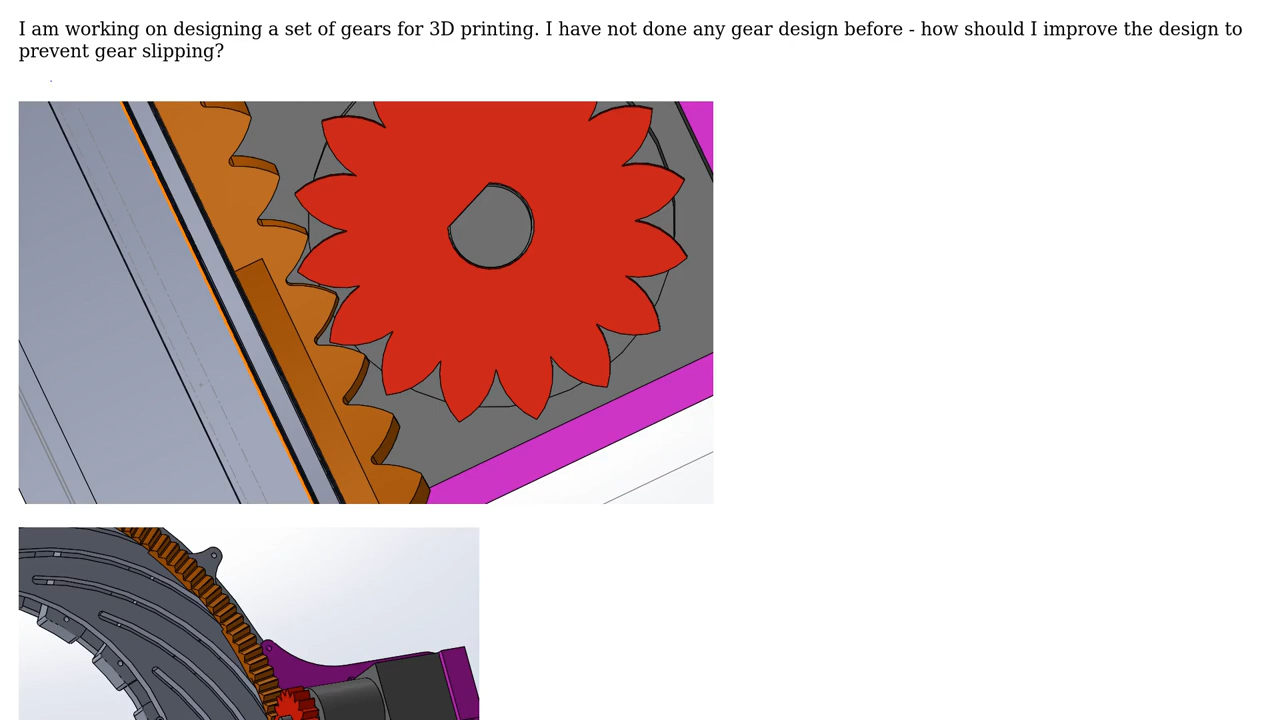 I am working on designing a set of gears for 3D printing. I have not done any gear design before - how should I improve the design to
prevent gear slipping?